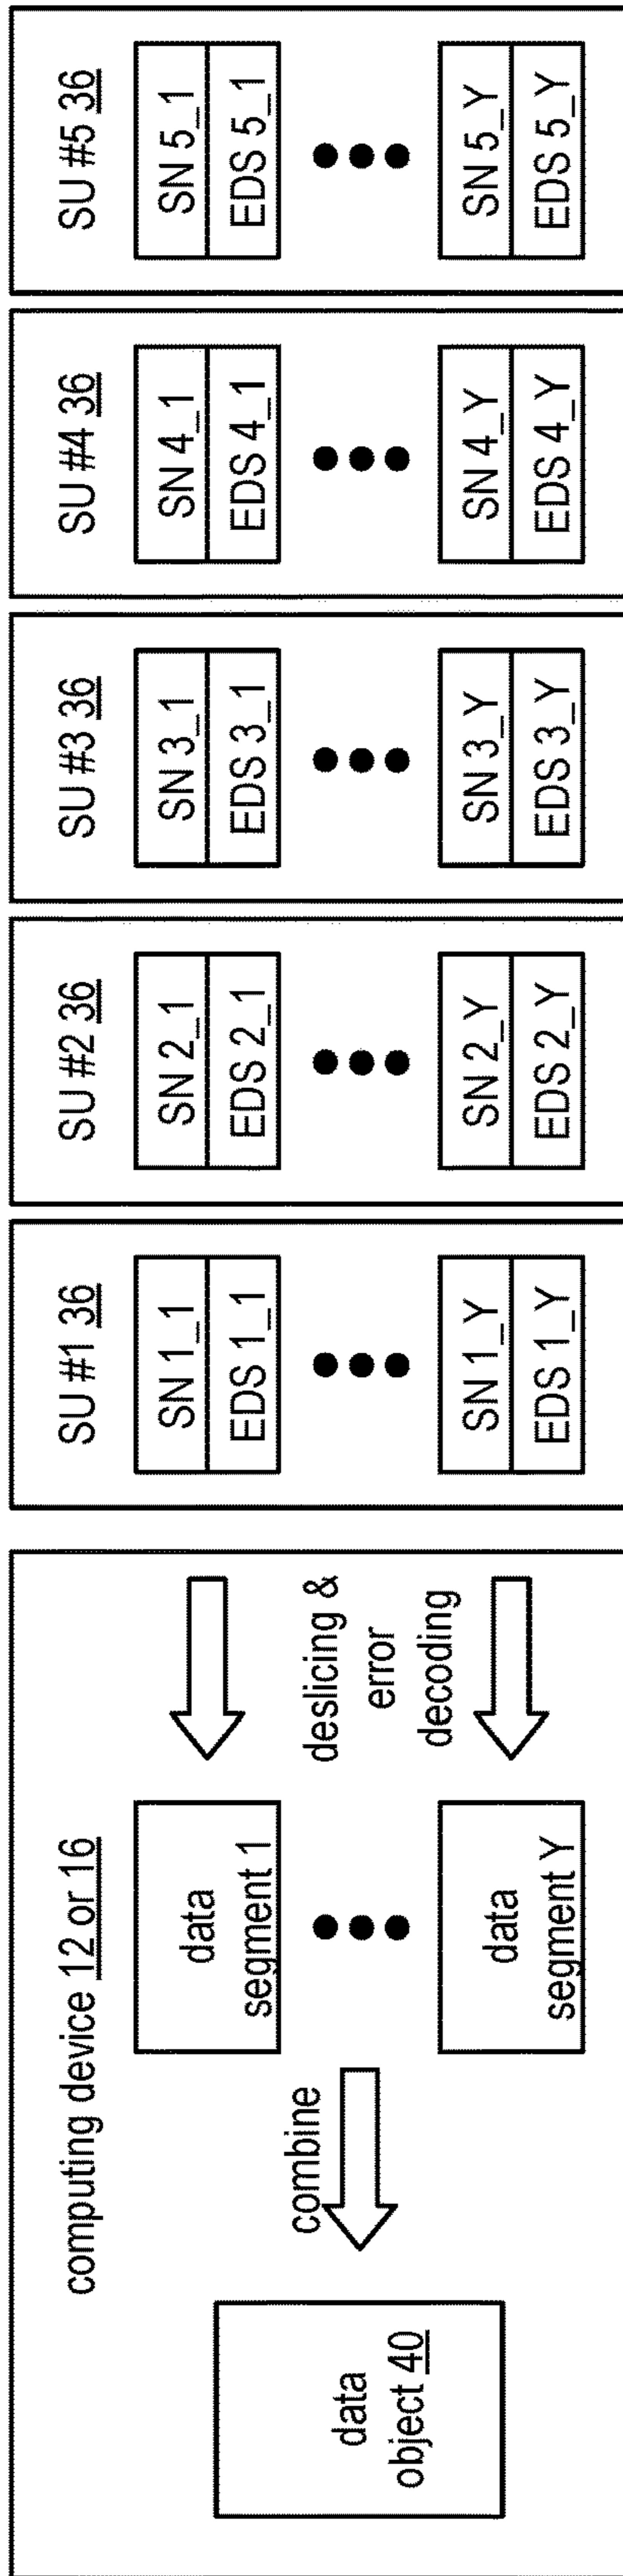 computing device 12 or 16
data
object 40
combine
data
segment 1
data
segment Y
deslicing &
error
decoding
SU #1 36
SN 1_1
EDS 1_1
SN 1_Y
EDS 1_Y
SU #2 36
SN 2_1
EDS 2_1
SN 2_Y
EDS 2_Y
SU #3 36
SN 3_1
EDS 3_1
SN 3_Y
EDS 3_Y
SU #4 36
SN 4_1
EDS 4_1
SN 4_Y
EDS 4_Y
SU #5 36
SN 5_1
EDS 5_1
SN 5_Y
EDS 5_Y